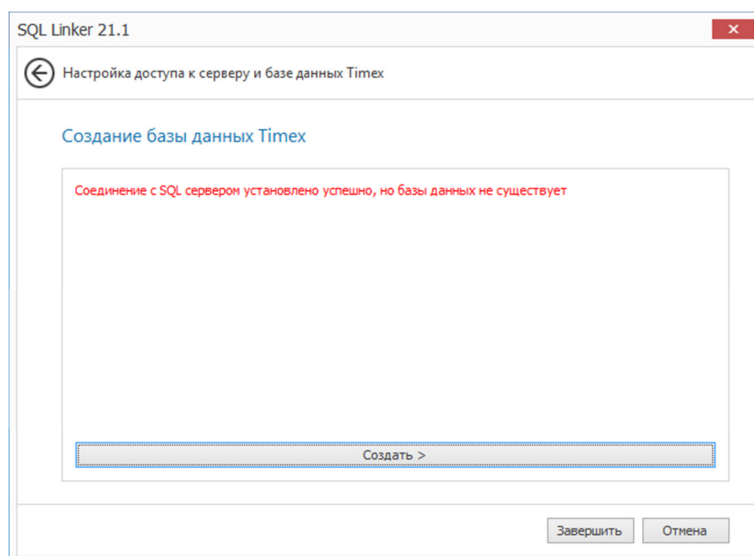 SQL Linker 21.1
Настройка доступа к серверу и базе данных Timex
Создание базы данных Timex
Соединение с SQL сервером установлено успешно, но базы данных не существует
Создать >
Завершить
Отмена